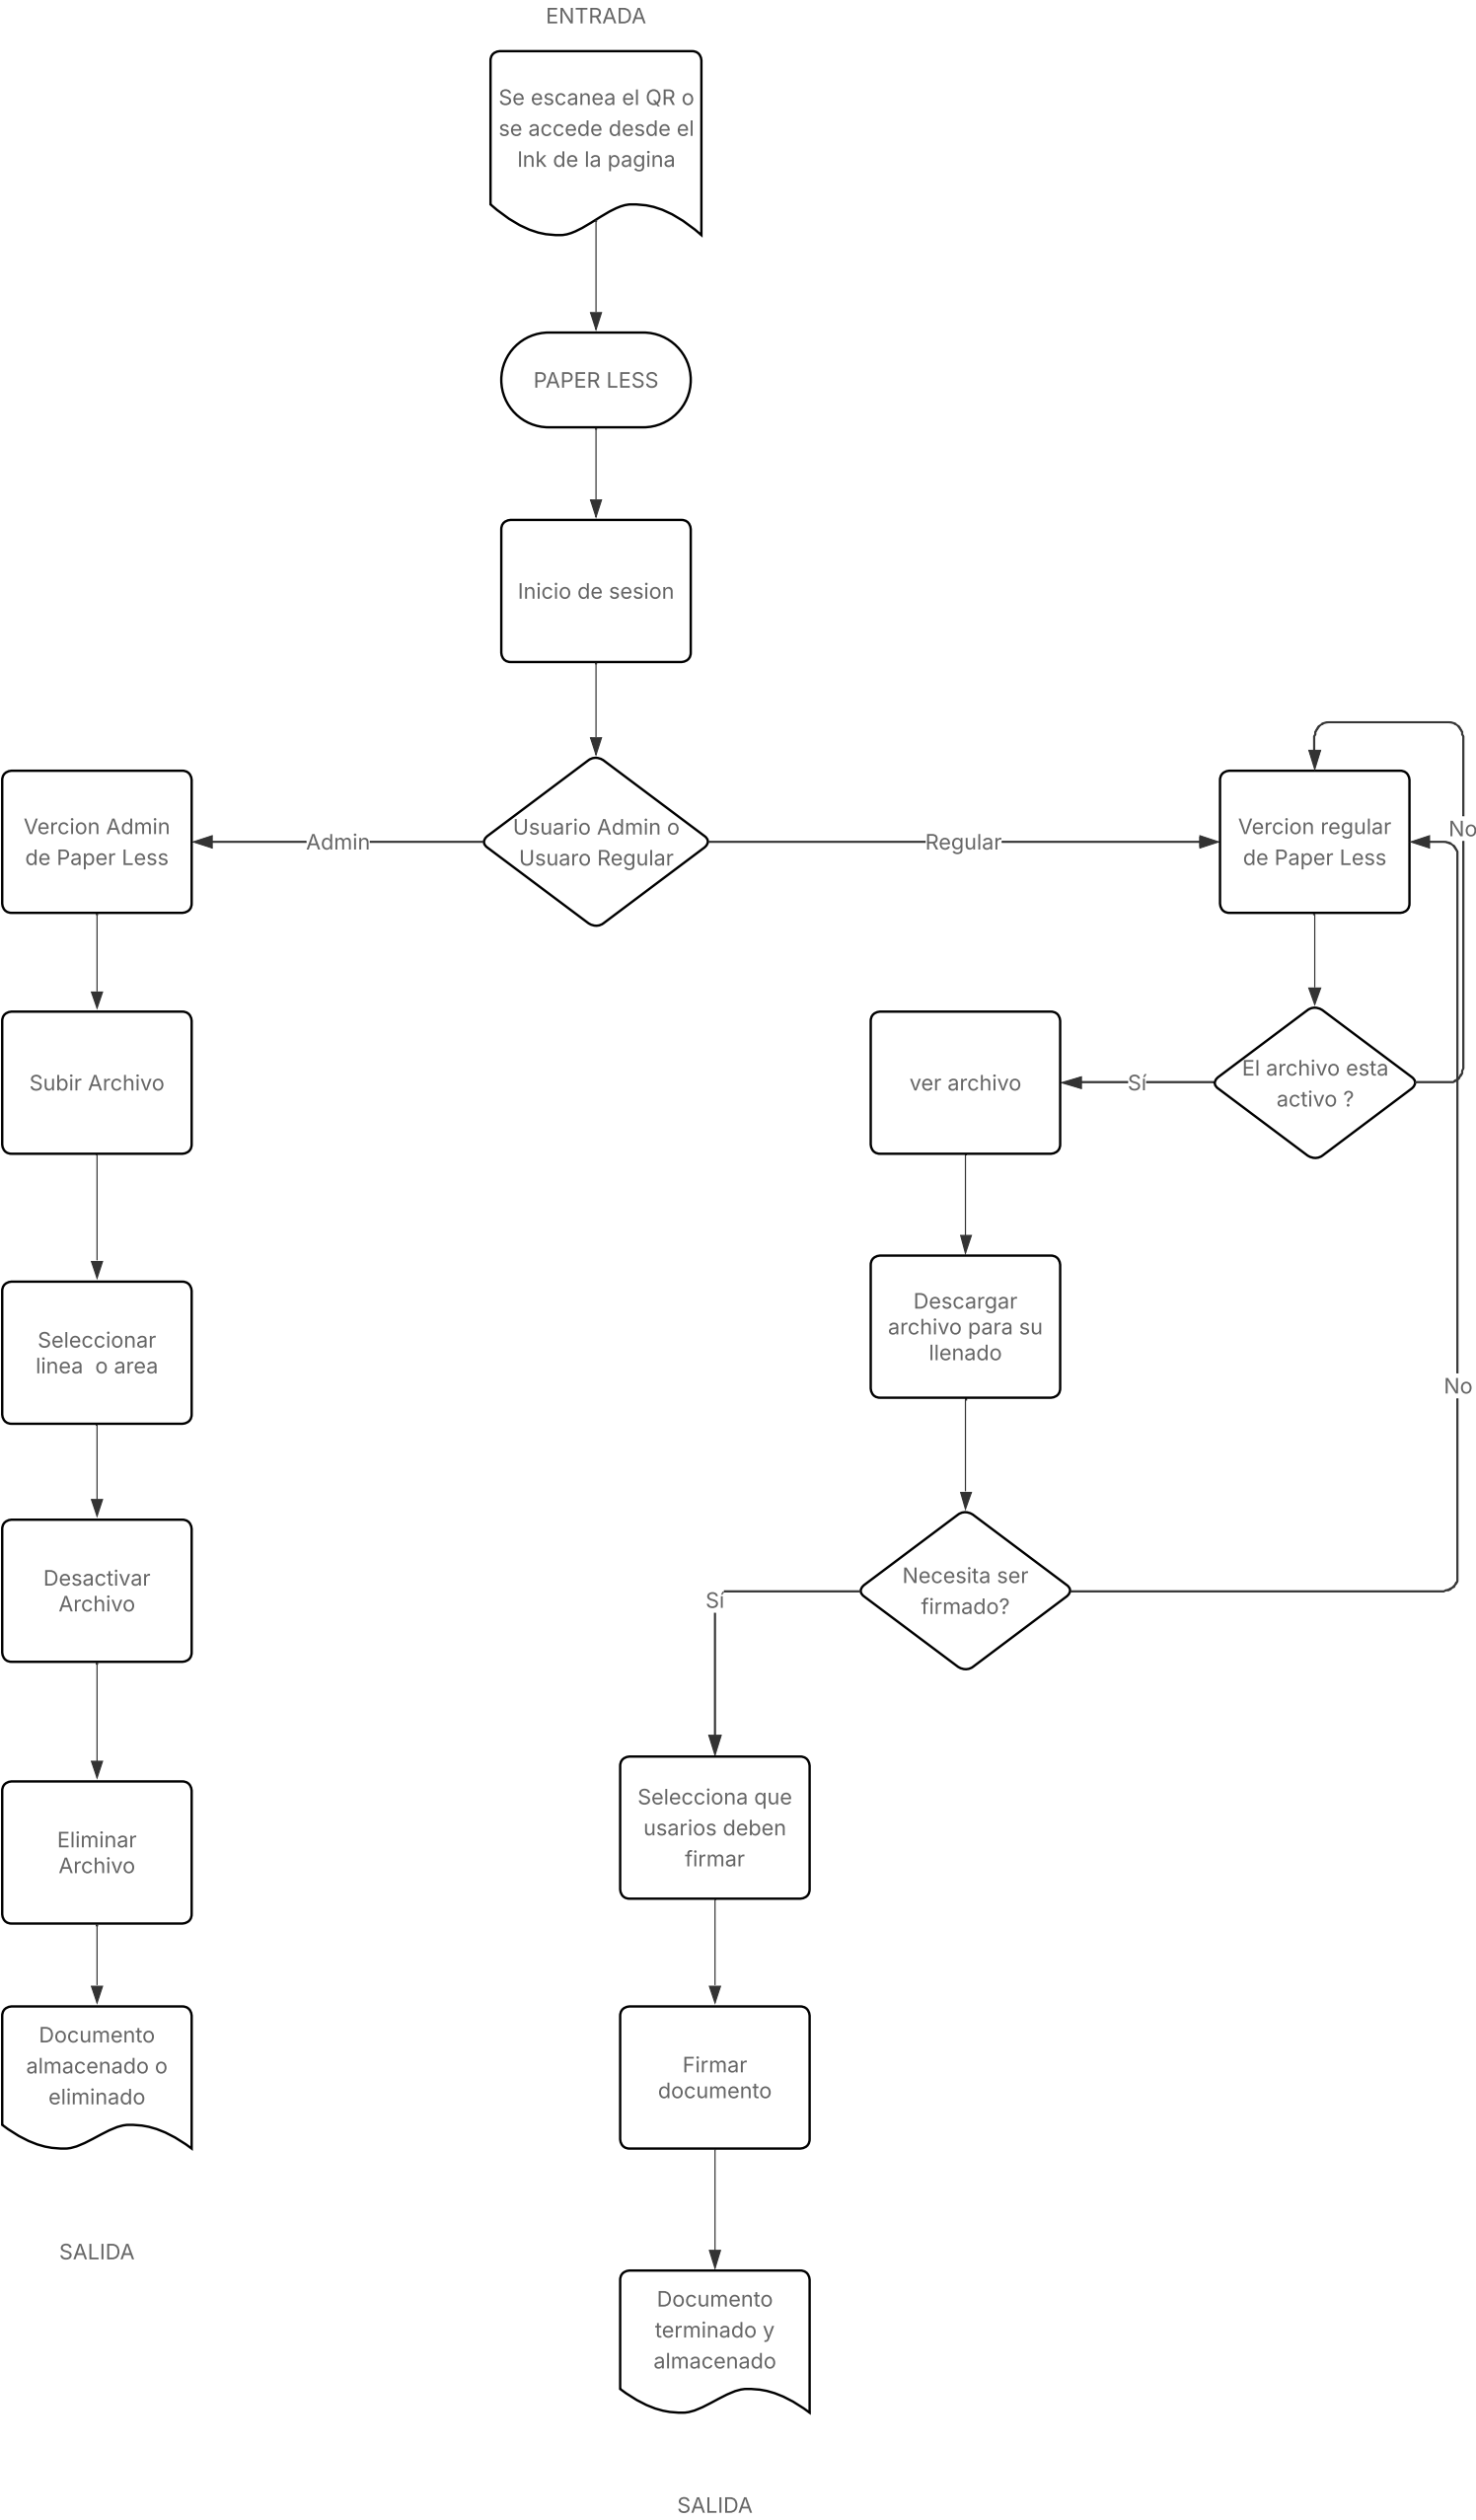 ENTRADA
Se escanea el QR o
se accede desde el
lnk de la pagina
PAPER LESS
Inicio de sesion
Usuario Admin o
Usuaro Regular
Admin
Regular
Vercion Admin
de Paper Less
Vercion regular
de Paper Less
No
Subir Archivo
ver archivo
Sí
El archivo esta
activo ?
Seleccionar
linea  o area
Descargar
archivo para su
llenado
No
Desactivar
Archivo
Necesita ser
firmado?
Sí
Eliminar
Archivo
Selecciona que
usarios deben
firmar
Documento
almacenado o
eliminado
Firmar
documento
SALIDA
Documento
terminado y
almacenado
SALIDA